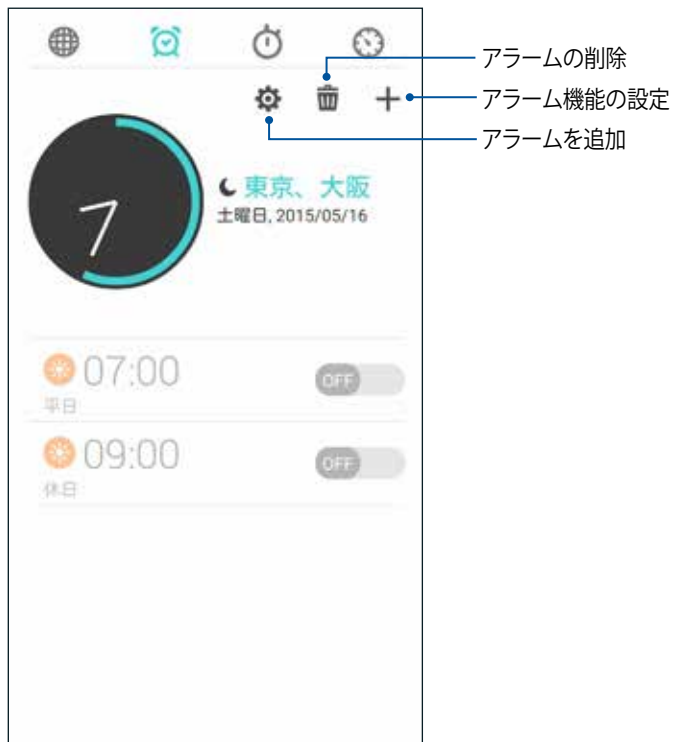 アラームの削除
アラーム機能の設定
アラームを追加
東京、大阪
土曜日, 2015/05/16
07:00
OFF
平日
09:00
OFF
休日